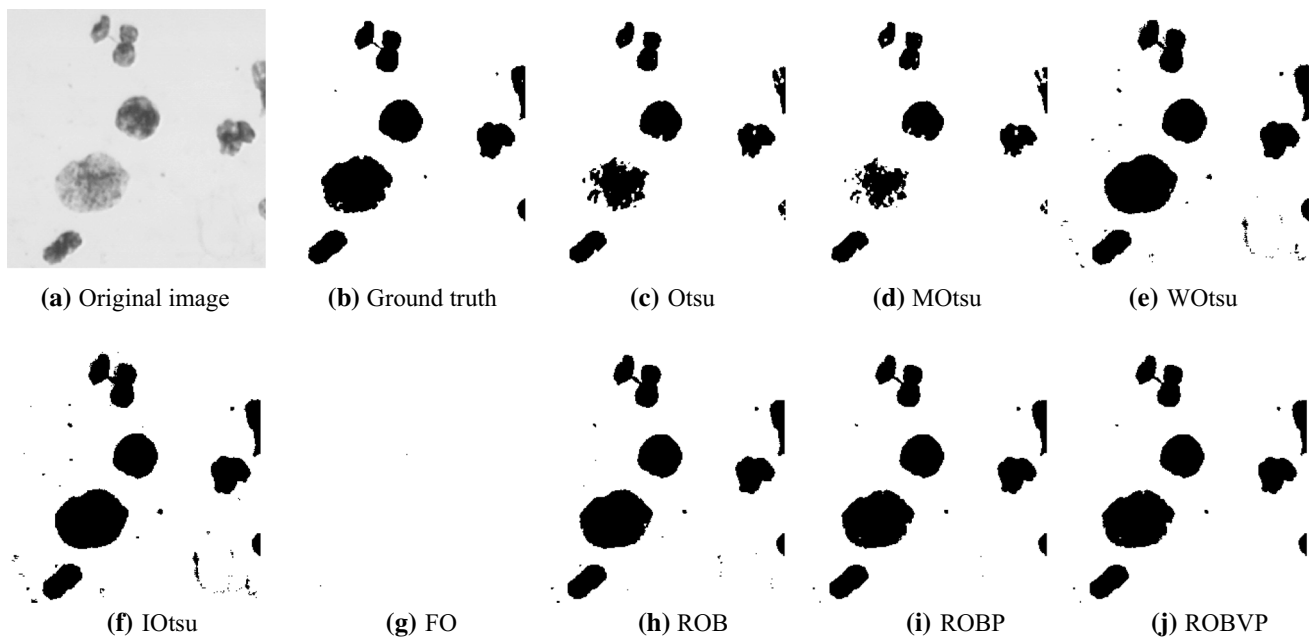 (a) Original image
(b) Ground truth
(c) Otsu
(d) MOtsu
(e) WOtsu
(f) IOtsu
(g) FO
(h) ROB
(i) ROBP
(j) ROBVP